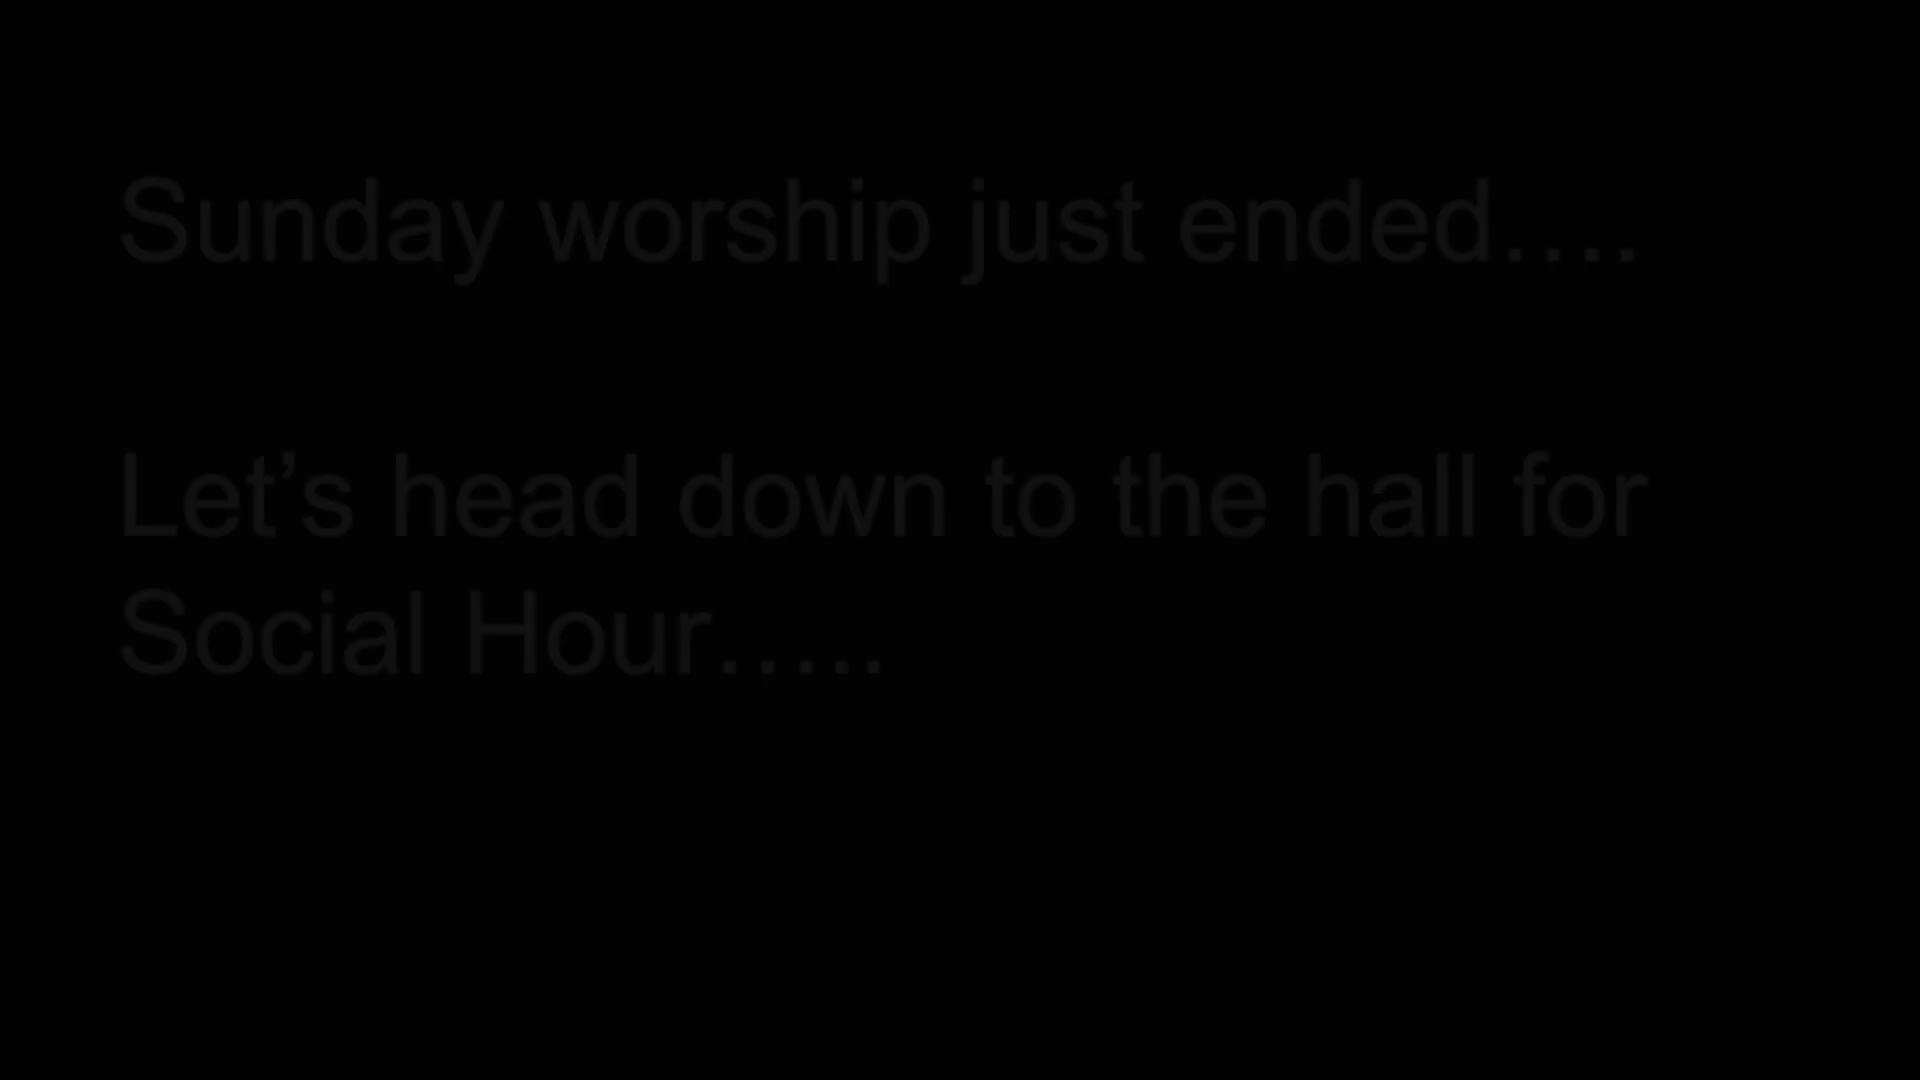 Sunday worship just ended….
Let’s head down to the hall for
Social Hour…..